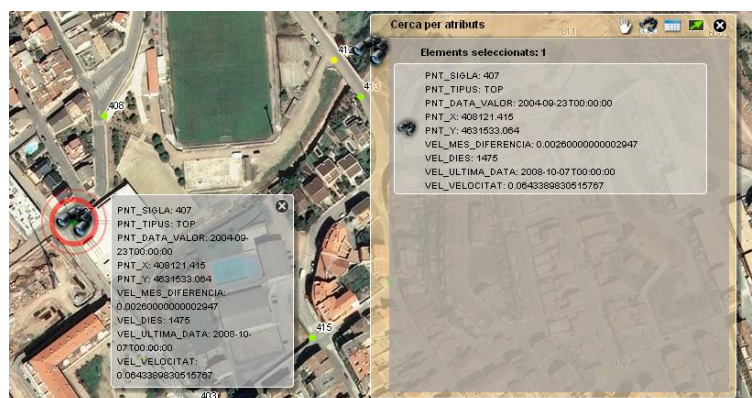 408
412
413
415
403
PNT_SIGLA: 407
PNT_TIPUS: TOP
PNT_DATA_VALOR: 2004-09-
23T00:00:00
PNT_X: 408121.415
PNT_Y: 4631533.064
VEL_MES_DIFERENCIA:
0.00260000000002947
VEL_DIES: 1475
VEL_ULTIMA_DATA: 2008-10-
07T00:00:00
VEL_VELOCITAT:
0.0643389830515767
Cerca per atributs
611
Elements seleccionats: 1
PNT_SIGLA: 407
PNT_TIPUS: TOP
PNT_DATA_VALOR: 2004-09-23T00:00:00
PNT_X: 408121.415
PNT_Y: 4631533.064
VEL_MES_DIFERENCIA: 0.00260000000002947
VEL_DIES: 1475
VEL_ULTIMA_DATA: 2008-10-07T00:00:00
VEL_VELOCITAT: 0.0643389830515767